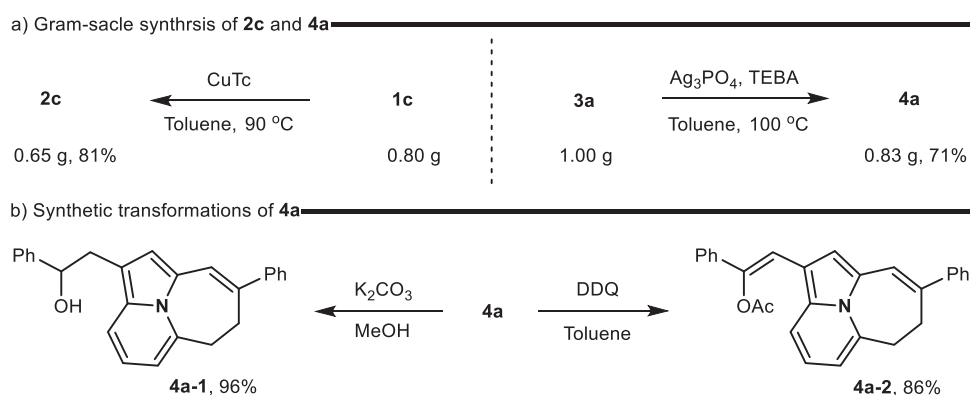 a) Gram-sacle synthrsis of 2c and 4a
2c
CuTc
Toluene, 90 °C
1c
3a
Ag3PO4, TEBA
Toluene, 100 °C
4a
0.65 g, 81%
0.80 g
1.00 g
0.83 g, 71%
b) Synthetic transformations of 4a
Ph
OH
N
Ph
4a-1, 96%
K2CO3
MeOH
4a
DDQ
Toluene
Ph
OAc
N
Ph
4a-2, 86%